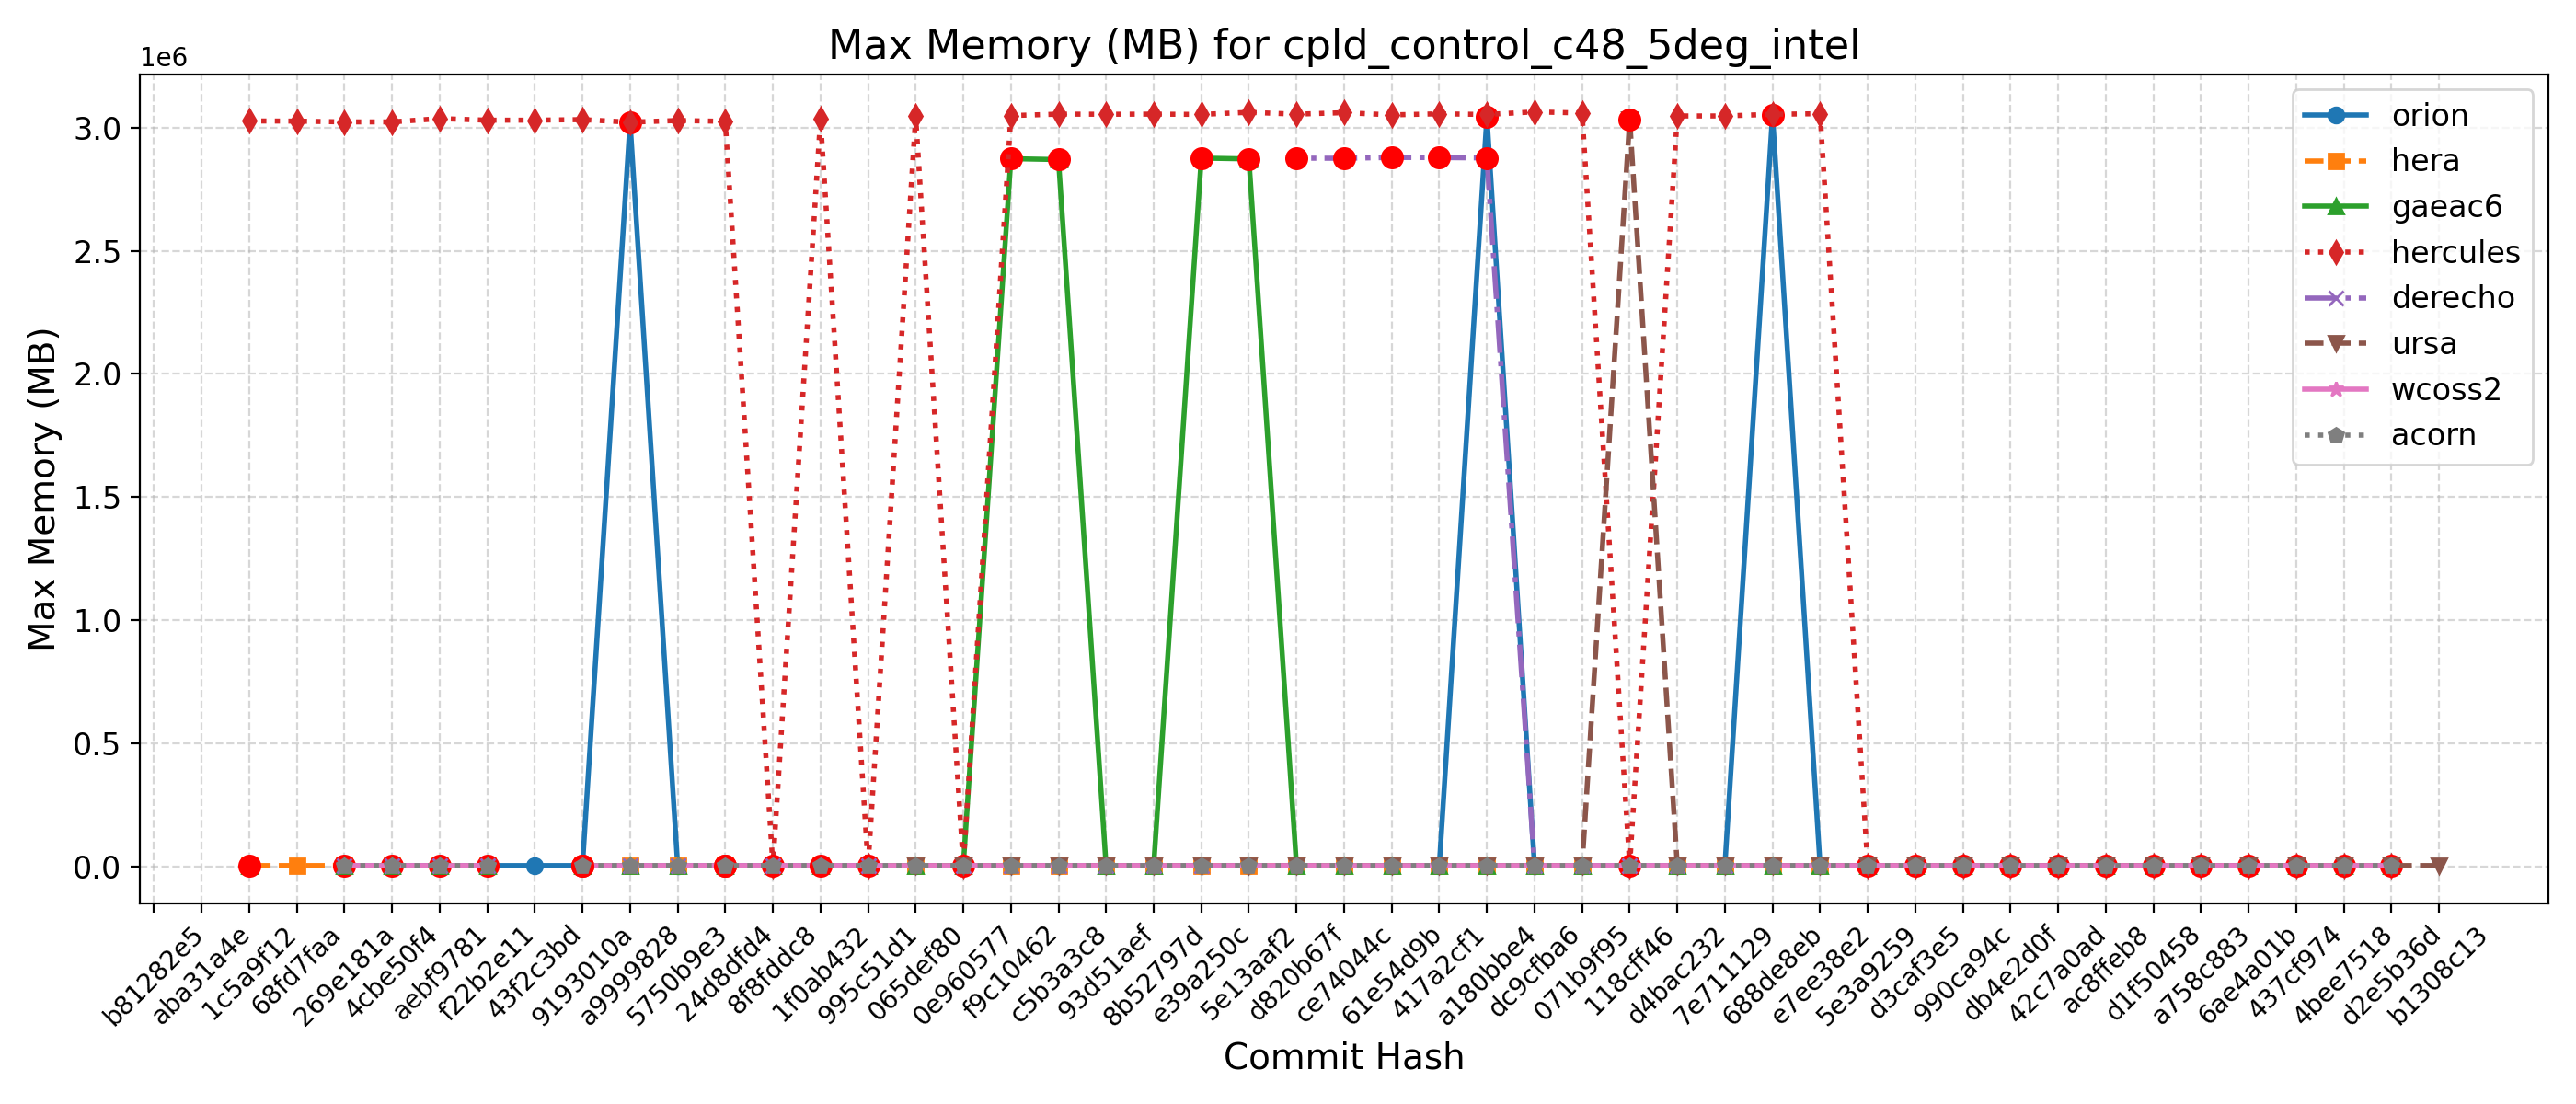 Max Memory (MB) for cpld_control_c48_5deg_intel
1e6
3.0
2.5
2.0
1.5
1.0
0.5
0.0
Max Memory (MB)
orion
hera
gaeac6
hercules
derecho
ursa
wcoss2
acorn
b81282e5
aba31a4e
1c5a9f12
68fd7faa
269e181a
4cbe50f4
aebf9781
f22b2e11
43f2c3bd
9193010a
a9999828
5750b9e3
24d8dfd4
8f8fddc8
1f0ab432
995c51d1
065def80
0e960577
f9c10462
c5b3a3c8
93d51aef
8b52797d
e39a250c
5e13aaf2
d820b67f
ce74044c
61e54d9b
417a2cf1
a180bbe4
dc9cfba6
071b9f95
118cff46
d4bac232
7e711129
688de8eb
e7ee38e2
5e3a9259
d3caf3e5
990ca94c
db4e2d0f
42c7a0ad
ac8ffeb8
d1f50458
a758c883
6ae4a01b
437cf974
4bee7518
d2e5b36d
b1308c13
Commit Hash